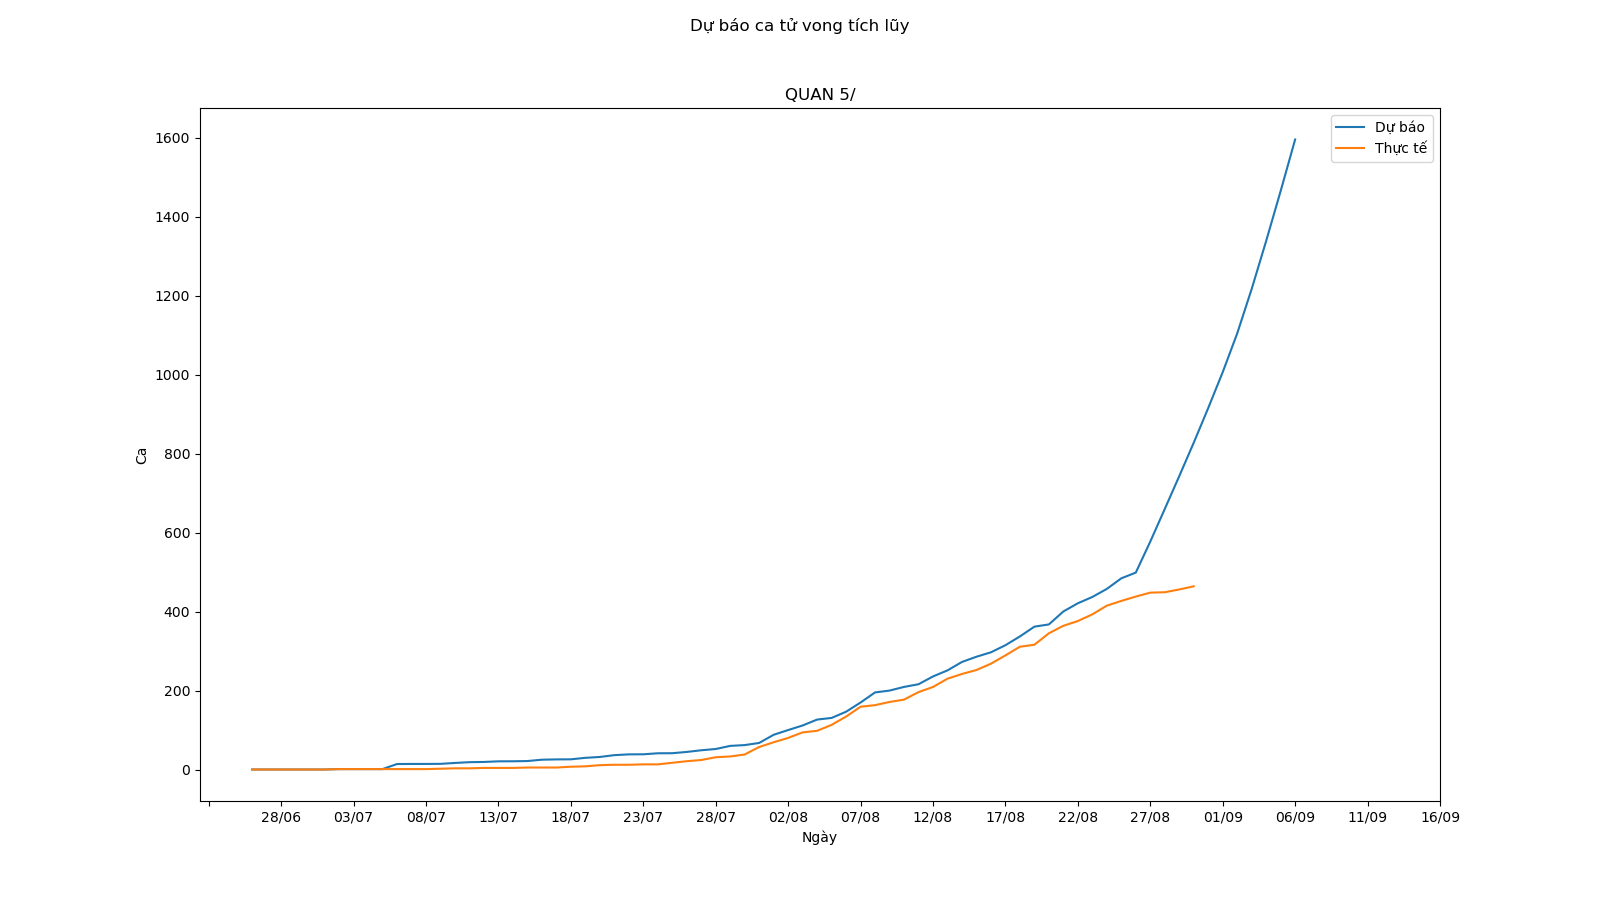 Dự báo ca tử vong tích lũy
QUAN 5/
Dự báo
Thực tế
1600
1400
1200
1000
800
600
400
200
0
Ca
28/06 03/07 08/07 13/07 18/07 23/07 28/07 02/08 07/08 12/08 17/08 22/08 27/08 01/09 06/09 11/09 16/09
Ngày